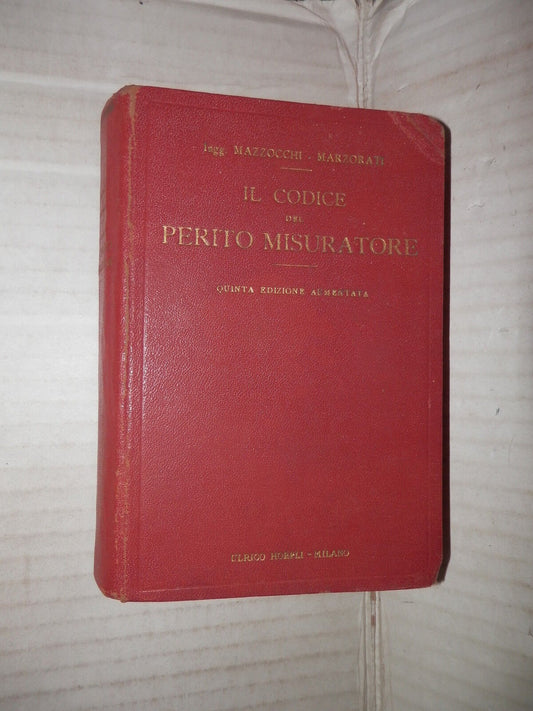 Ingg. MAZZOCCHI - MARZORATI
IL CODICE
DEL
PERITO MISURATORE
QUINTA EDIZIONE AUMENTATA
ULRICO HOEPLI - MILANO